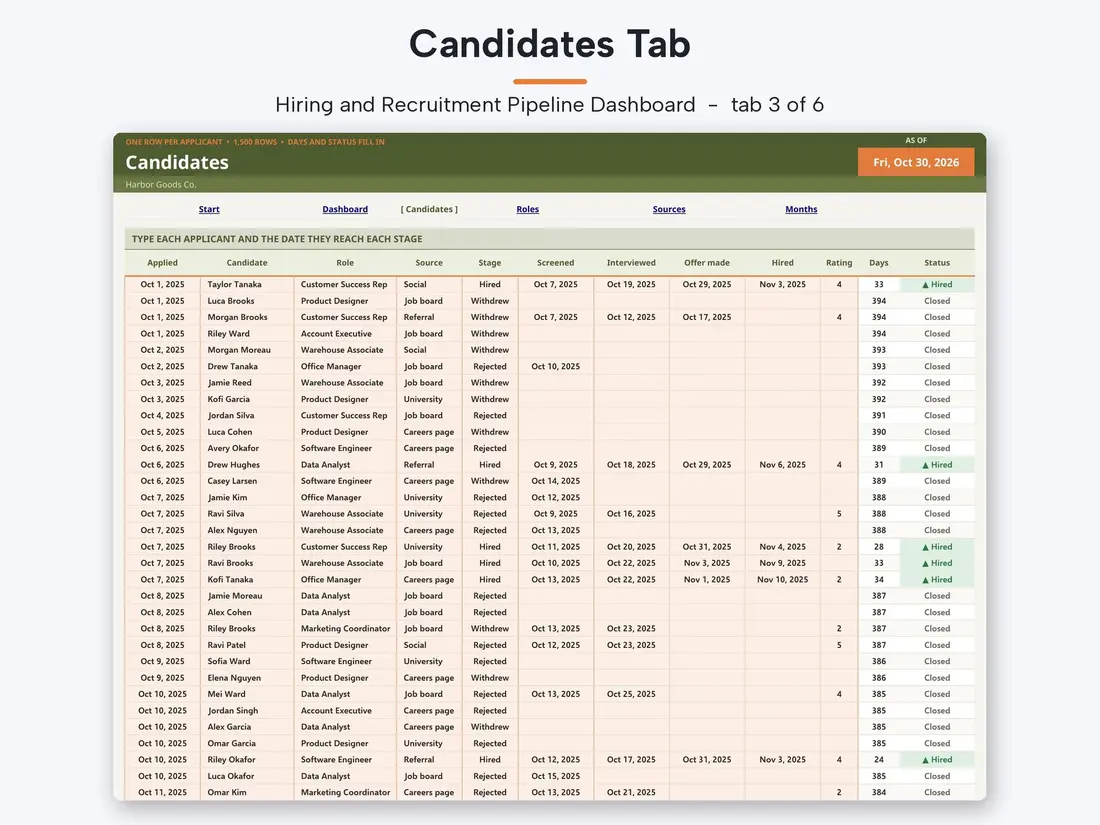 Candidates Tab
Hiring and Recruitment Pipeline Dashboard - tab 3 of 6
ONE ROW PER APPLICANT • 1,500 ROWS • DAYS AND STATUS FILL IN
AS OF
Candidates
Fri, Oct 30, 2026
Harbor Goods Co.
Start Dashboard [ Candidates ] Roles Sources Months
TYPE EACH APPLICANT AND THE DATE THEY REACH EACH STAGE
Applied Candidate Role Source Stage Screened Interviewed Offer made Hired Rating Days Status
Oct 1, 2025 Taylor Tanaka Customer Success Rep Social Hired Oct 7, 2025 Oct 19, 2025 Oct 29, 2025 Nov 3, 2025 4 33 ▲ Hired
Oct 1, 2025 Luca Brooks Product Designer Job board Withdrew 394 Closed
Oct 1, 2025 Morgan Brooks Customer Success Rep Referral Withdrew Oct 7, 2025 Oct 12, 2025 Oct 17, 2025 4 394 Closed
Oct 1, 2025 Riley Ward Account Executive Job board Withdrew 394 Closed
Oct 2, 2025 Morgan Moreau Warehouse Associate Social Withdrew 393 Closed
Oct 2, 2025 Drew Tanaka Office Manager Job board Rejected Oct 10, 2025 393 Closed
Oct 3, 2025 Jamie Reed Warehouse Associate Job board Withdrew 392 Closed
Oct 3, 2025 Kofi Garcia Product Designer University Withdrew 392 Closed
Oct 4, 2025 Jordan Silva Customer Success Rep Job board Rejected 391 Closed
Oct 5, 2025 Luca Cohen Product Designer Careers page Withdrew 390 Closed
Oct 6, 2025 Avery Okafor Software Engineer Careers page Rejected 389 Closed
Oct 6, 2025 Drew Hughes Data Analyst Referral Hired Oct 9, 2025 Oct 18, 2025 Oct 29, 2025 Nov 6, 2025 4 31 ▲ Hired
Oct 6, 2025 Casey Larsen Software Engineer Careers page Withdrew Oct 14, 2025 389 Closed
Oct 7, 2025 Jamie Kim Office Manager University Rejected Oct 12, 2025 388 Closed
Oct 7, 2025 Ravi Silva Warehouse Associate University Rejected Oct 9, 2025 Oct 16, 2025 5 388 Closed
Oct 7, 2025 Alex Nguyen Warehouse Associate Careers page Rejected Oct 13, 2025 388 Closed
Oct 7, 2025 Riley Brooks Customer Success Rep University Hired Oct 11, 2025 Oct 20, 2025 Oct 31, 2025 Nov 4, 2025 2 28 ▲ Hired
Oct 7, 2025 Ravi Brooks Warehouse Associate Job board Hired Oct 10, 2025 Oct 22, 2025 Nov 3, 2025 Nov 9, 2025 33 ▲ Hired
Oct 7, 2025 Kofi Tanaka Office Manager Careers page Hired Oct 13, 2025 Oct 22, 2025 Nov 1, 2025 Nov 10, 2025 2 34 ▲ Hired
Oct 8, 2025 Jamie Moreau Data Analyst Job board Rejected 387 Closed
Oct 8, 2025 Alex Cohen Data Analyst Job board Rejected 387 Closed
Oct 8, 2025 Riley Brooks Marketing Coordinator Job board Withdrew Oct 13, 2025 Oct 23, 2025 2 387 Closed
Oct 8, 2025 Ravi Patel Product Designer Social Rejected Oct 12, 2025 Oct 23, 2025 5 387 Closed
Oct 9, 2025 Sofia Ward Software Engineer University Rejected 386 Closed
Oct 9, 2025 Elena Nguyen Product Designer Careers page Withdrew 386 Closed
Oct 10, 2025 Mei Ward Data Analyst Job board Rejected Oct 13, 2025 Oct 25, 2025 4 385 Closed
Oct 10, 2025 Jordan Singh Account Executive Careers page Rejected 385 Closed
Oct 10, 2025 Alex Garcia Data Analyst Careers page Withdrew 385 Closed
Oct 10, 2025 Omar Garcia Product Designer University Rejected 385 Closed
Oct 10, 2025 Riley Okafor Software Engineer Referral Hired Oct 12, 2025 Oct 17, 2025 Oct 31, 2025 Nov 3, 2025 4 24 ▲ Hired
Oct 10, 2025 Luca Okafor Data Analyst Job board Rejected Oct 15, 2025 385 Closed
Oct 11, 2025 Omar Kim Marketing Coordinator Careers page Rejected Oct 13, 2025 Oct 21, 2025 2 384 Closed